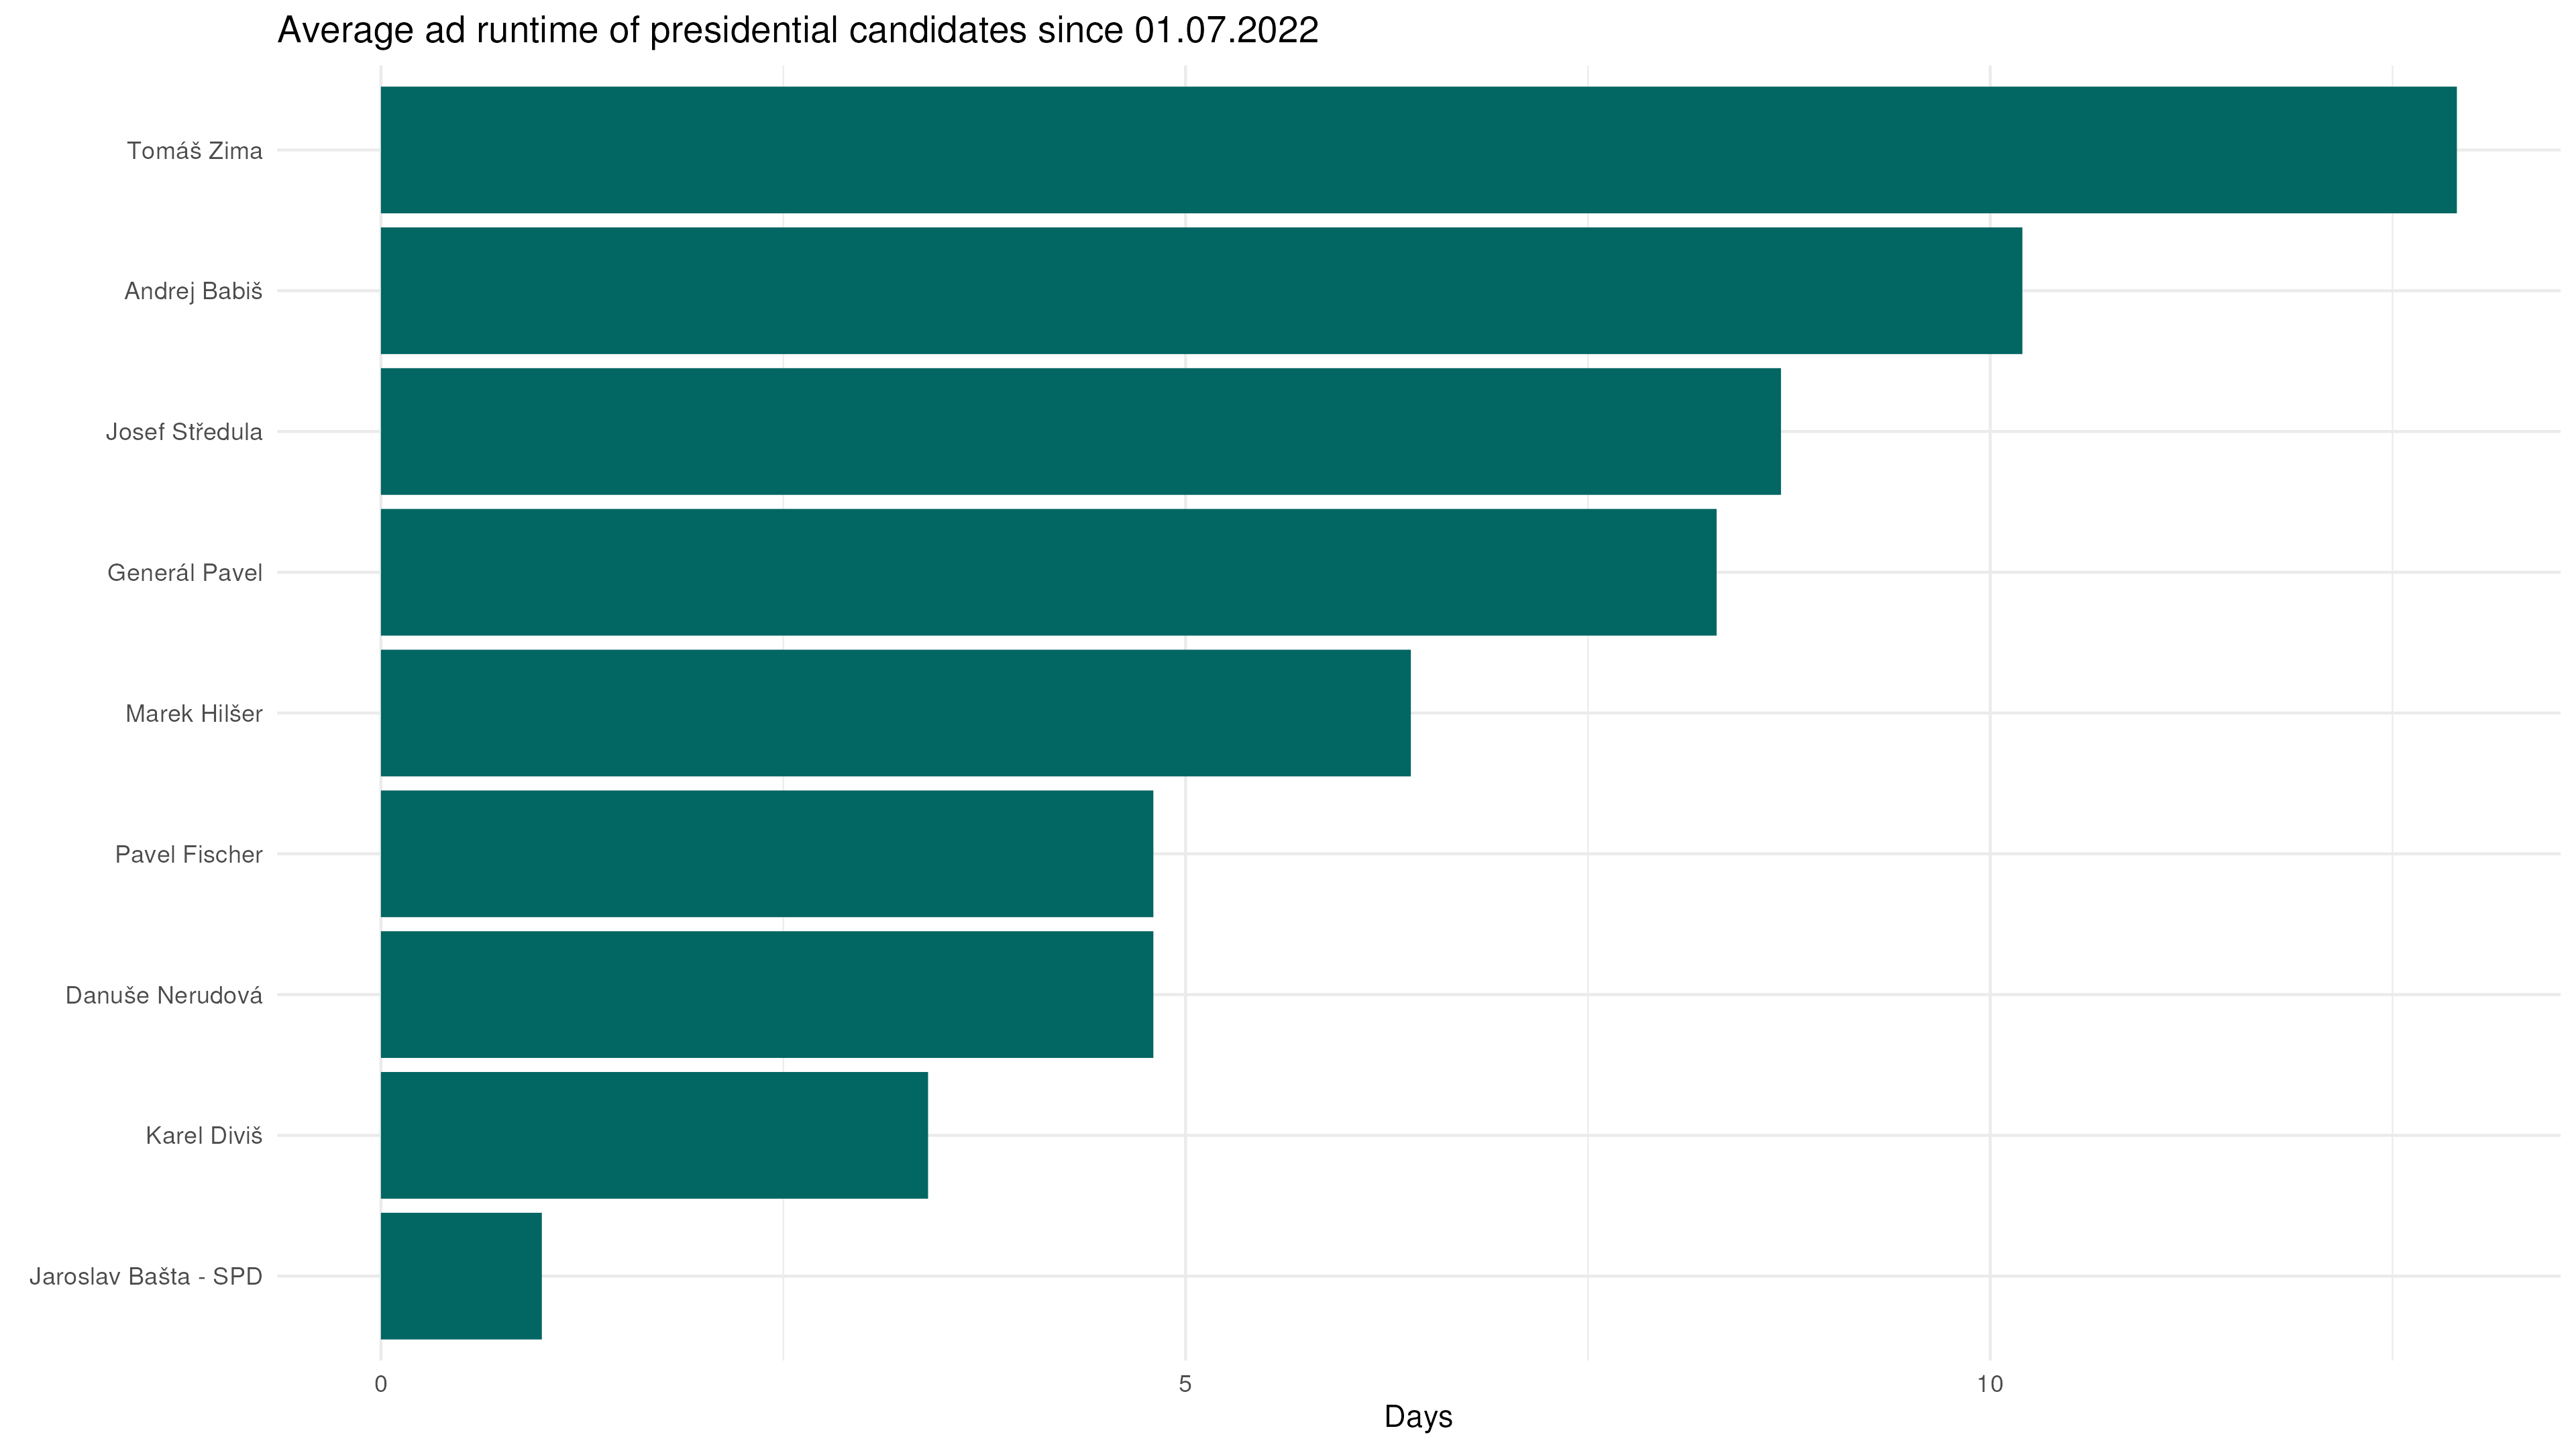 Average ad runtime of presidential candidates since 01.07.2022
Tomáš Zima
Andrej Babiš
Josef Středula
Generál Pavel
Marek Hilšer
Pavel Fischer
Danuše Nerudová
Karel Diviš
Jaroslav Bašta - SPD
0 5 10
Days